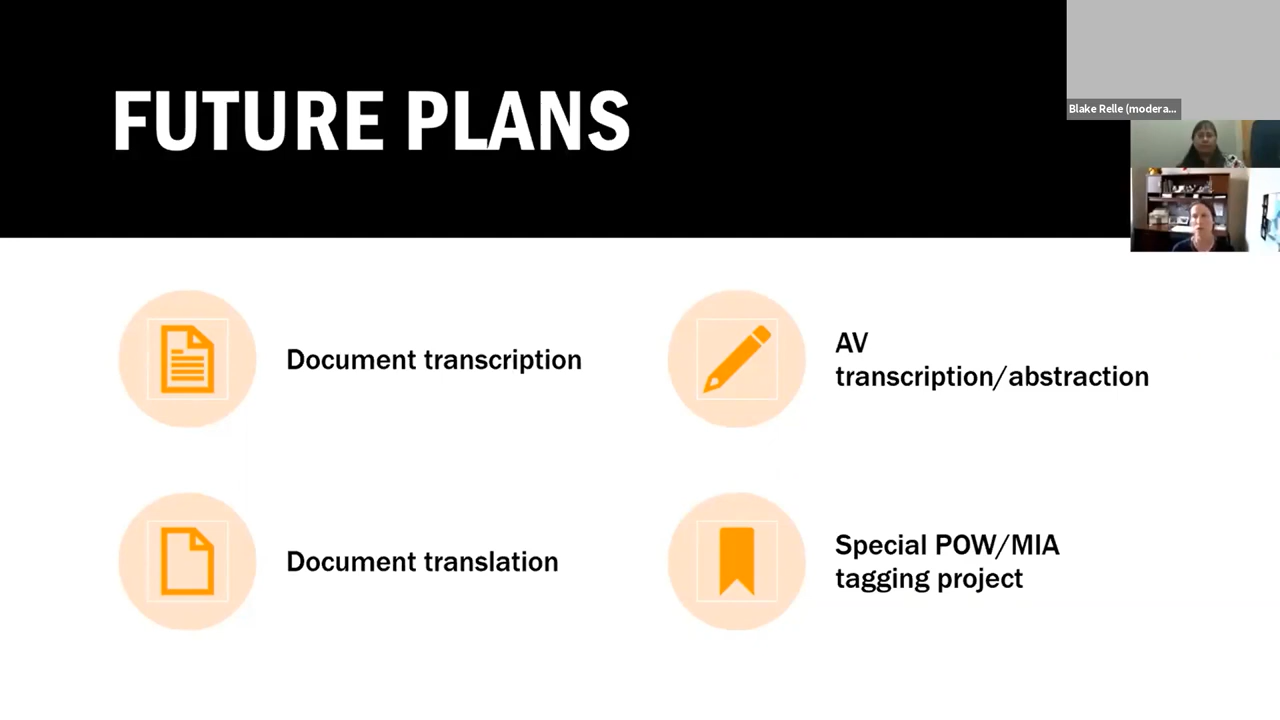 FUTURE PLANS
Blake Relle (modera...
Document transcription
AV
transcription/abstraction
Document translation
Special POW/MIA
tagging project